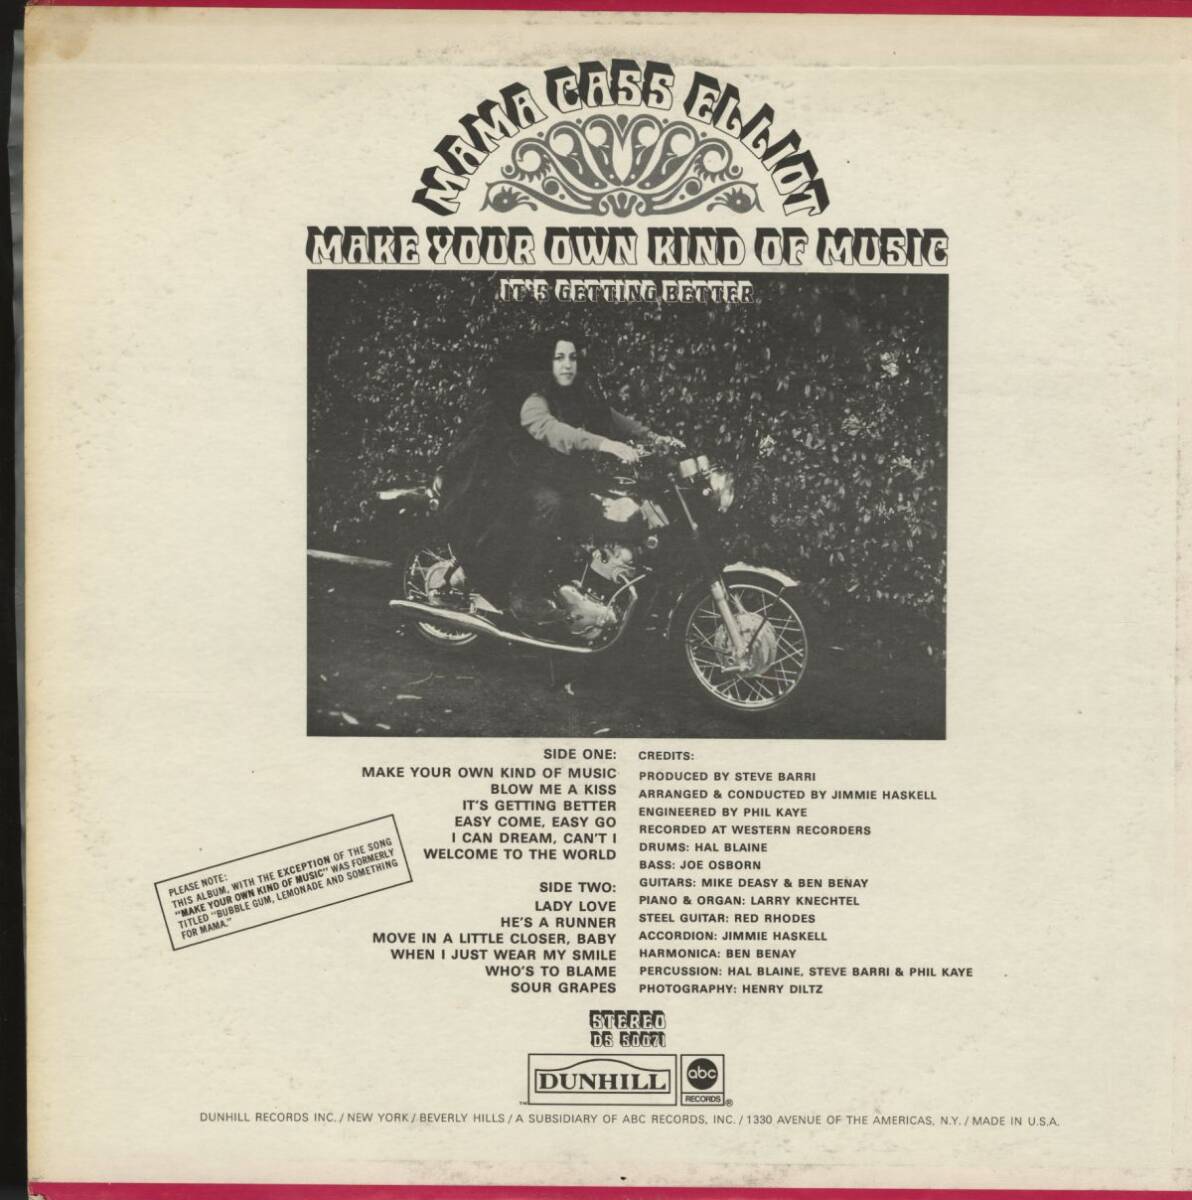 MAMA CASS ELLIOT
MAKE YOUR OWN KIND OF MUSIC
IT'S GETTING BETTER
SIDE ONE:
MAKE YOUR OWN KIND OF MUSIC
BLOW ME A KISS
IT'S GETTING BETTER
EASY COME, EASY GO
I CAN DREAM, CAN'T I
WELCOME TO THE WORLD
SIDE TWO:
LADY LOVE
HE'S A RUNNER
MOVE IN A LITTLE CLOSER, BABY
WHEN I JUST WEAR MY SMILE
WHO'S TO BLAME
SOUR GRAPES
CREDITS:
PRODUCED BY STEVE BARRI
ARRANGED & CONDUCTED BY JIMMIE HASKELL
ENGINEERED BY PHIL KAYE
RECORDED AT WESTERN RECORDERS
DRUMS: HAL BLAINE
BASS: JOE OSBORN
GUITARS: MIKE DEASY & BEN BENAY
PIANO & ORGAN: LARRY KNECHTEL
STEEL GUITAR: RED RHODES
ACCORDION: JIMMIE HASKELL
HARMONICA: BEN BENAY
PERCUSSION: HAL BLAINE, STEVE BARRI & PHIL KAYE
PHOTOGRAPHY: HENRY DILTZ
PLEASE NOTE:
THIS ALBUM, WITH THE EXCEPTION OF THE SONG
"MAKE YOUR OWN KIND OF MUSIC" WAS FORMERLY
TITLED "BUBBLE GUM, LEMONADE AND SOMETHING
FOR MAMA."
STEREO
DS 50071
DUNHILL
TM
abc
RECORDS ®
DUNHILL RECORDS INC. / NEW YORK / BEVERLY HILLS / A SUBSIDIARY OF ABC RECORDS, INC. / 1330 AVENUE OF THE AMERICAS, N.Y. / MADE IN U.S.A.